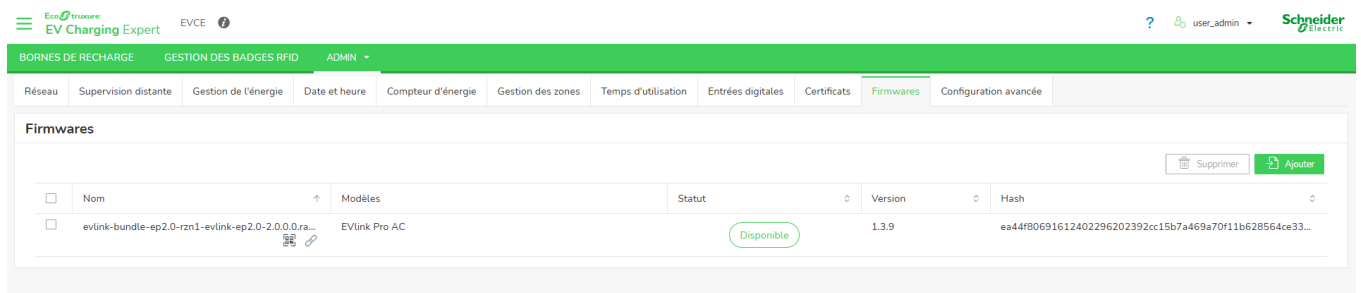 EcoStruxure
EV Charging Expert
EVCE
? user_admin
Schneider Electric
BORNES DE RECHARGE GESTION DES BADGES RFID ADMIN
Réseau Supervision distante Gestion de l'énergie Date et heure Compteur d'énergie Gestion des zones Temps d'utilisation Entrées digitales Certificats Firmwares Configuration avancée
Firmwares
Supprimer Ajouter
Nom Modèles Statut Version Hash
evlink-bundle-ep2.0-rzn1-evlink-ep2.0-2.0.0.0.ra... EVlink Pro AC Disponible 1.3.9 ea44f80691612402296202392cc15b7a469a70f11b628564ce33...